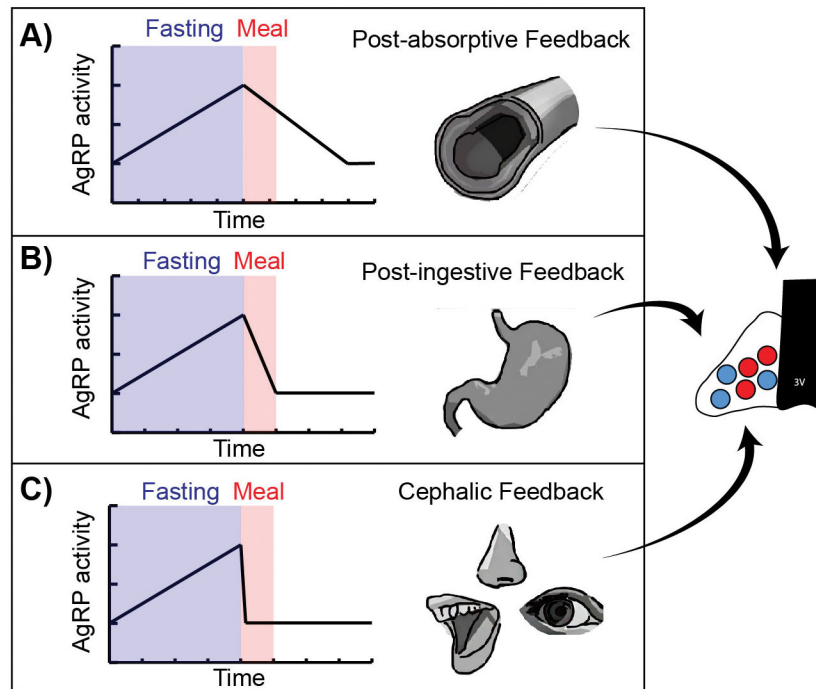 A)
Fasting Meal
Post-absorptive Feedback
AgRP activity
Time
B)
Fasting Meal
Post-ingestive Feedback
AgRP activity
Time
3V
C)
Fasting Meal
Cephalic Feedback
AgRP activity
Time